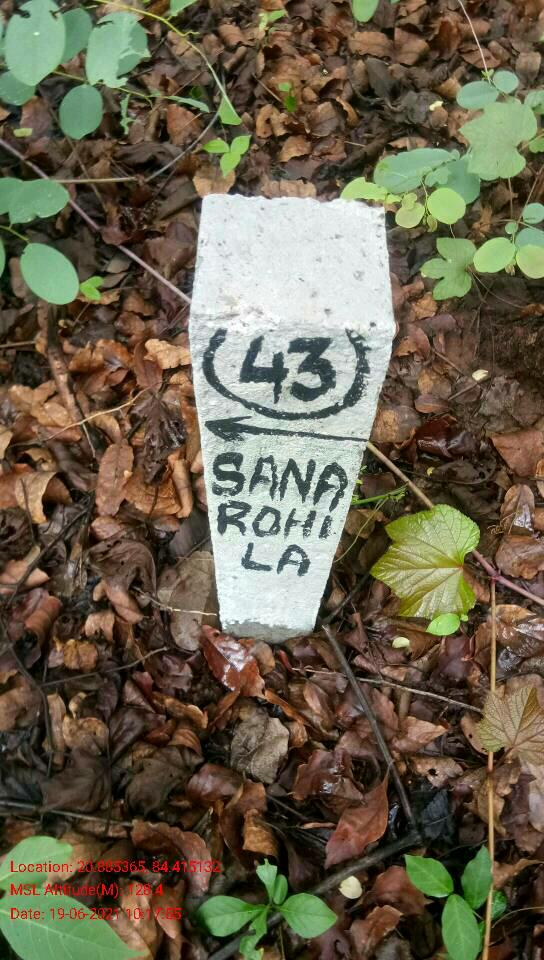 43
SANA
ROHI
LA
Location: 20.885365, 84.415132
MSL Altitude(M): 128.4
Date: 19-06-2021 10:17:05